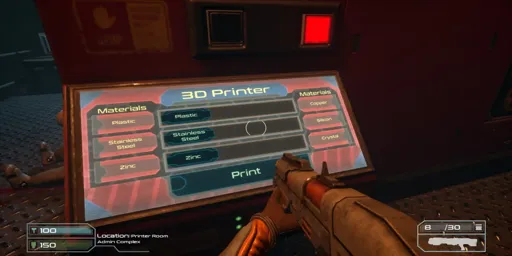 3D Printer
Materials
Materials
Plastic
Plastic
Copper
Stainless
Steel
Stainless
Steel
Silicon
Zinc
Zinc
Crystal
Print
100
150
Location: Printer Room
Admin Complex
8 /30